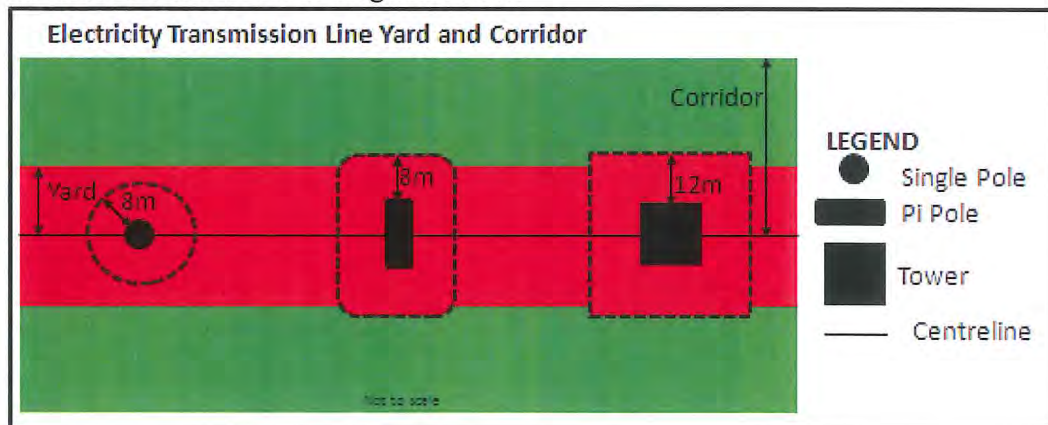 Electricity Transmission Line Yard and Corridor
Corridor
Yard
8m
8m
12m
LEGEND
Single Pole
Pi Pole
Tower
Centreline
Not to scale